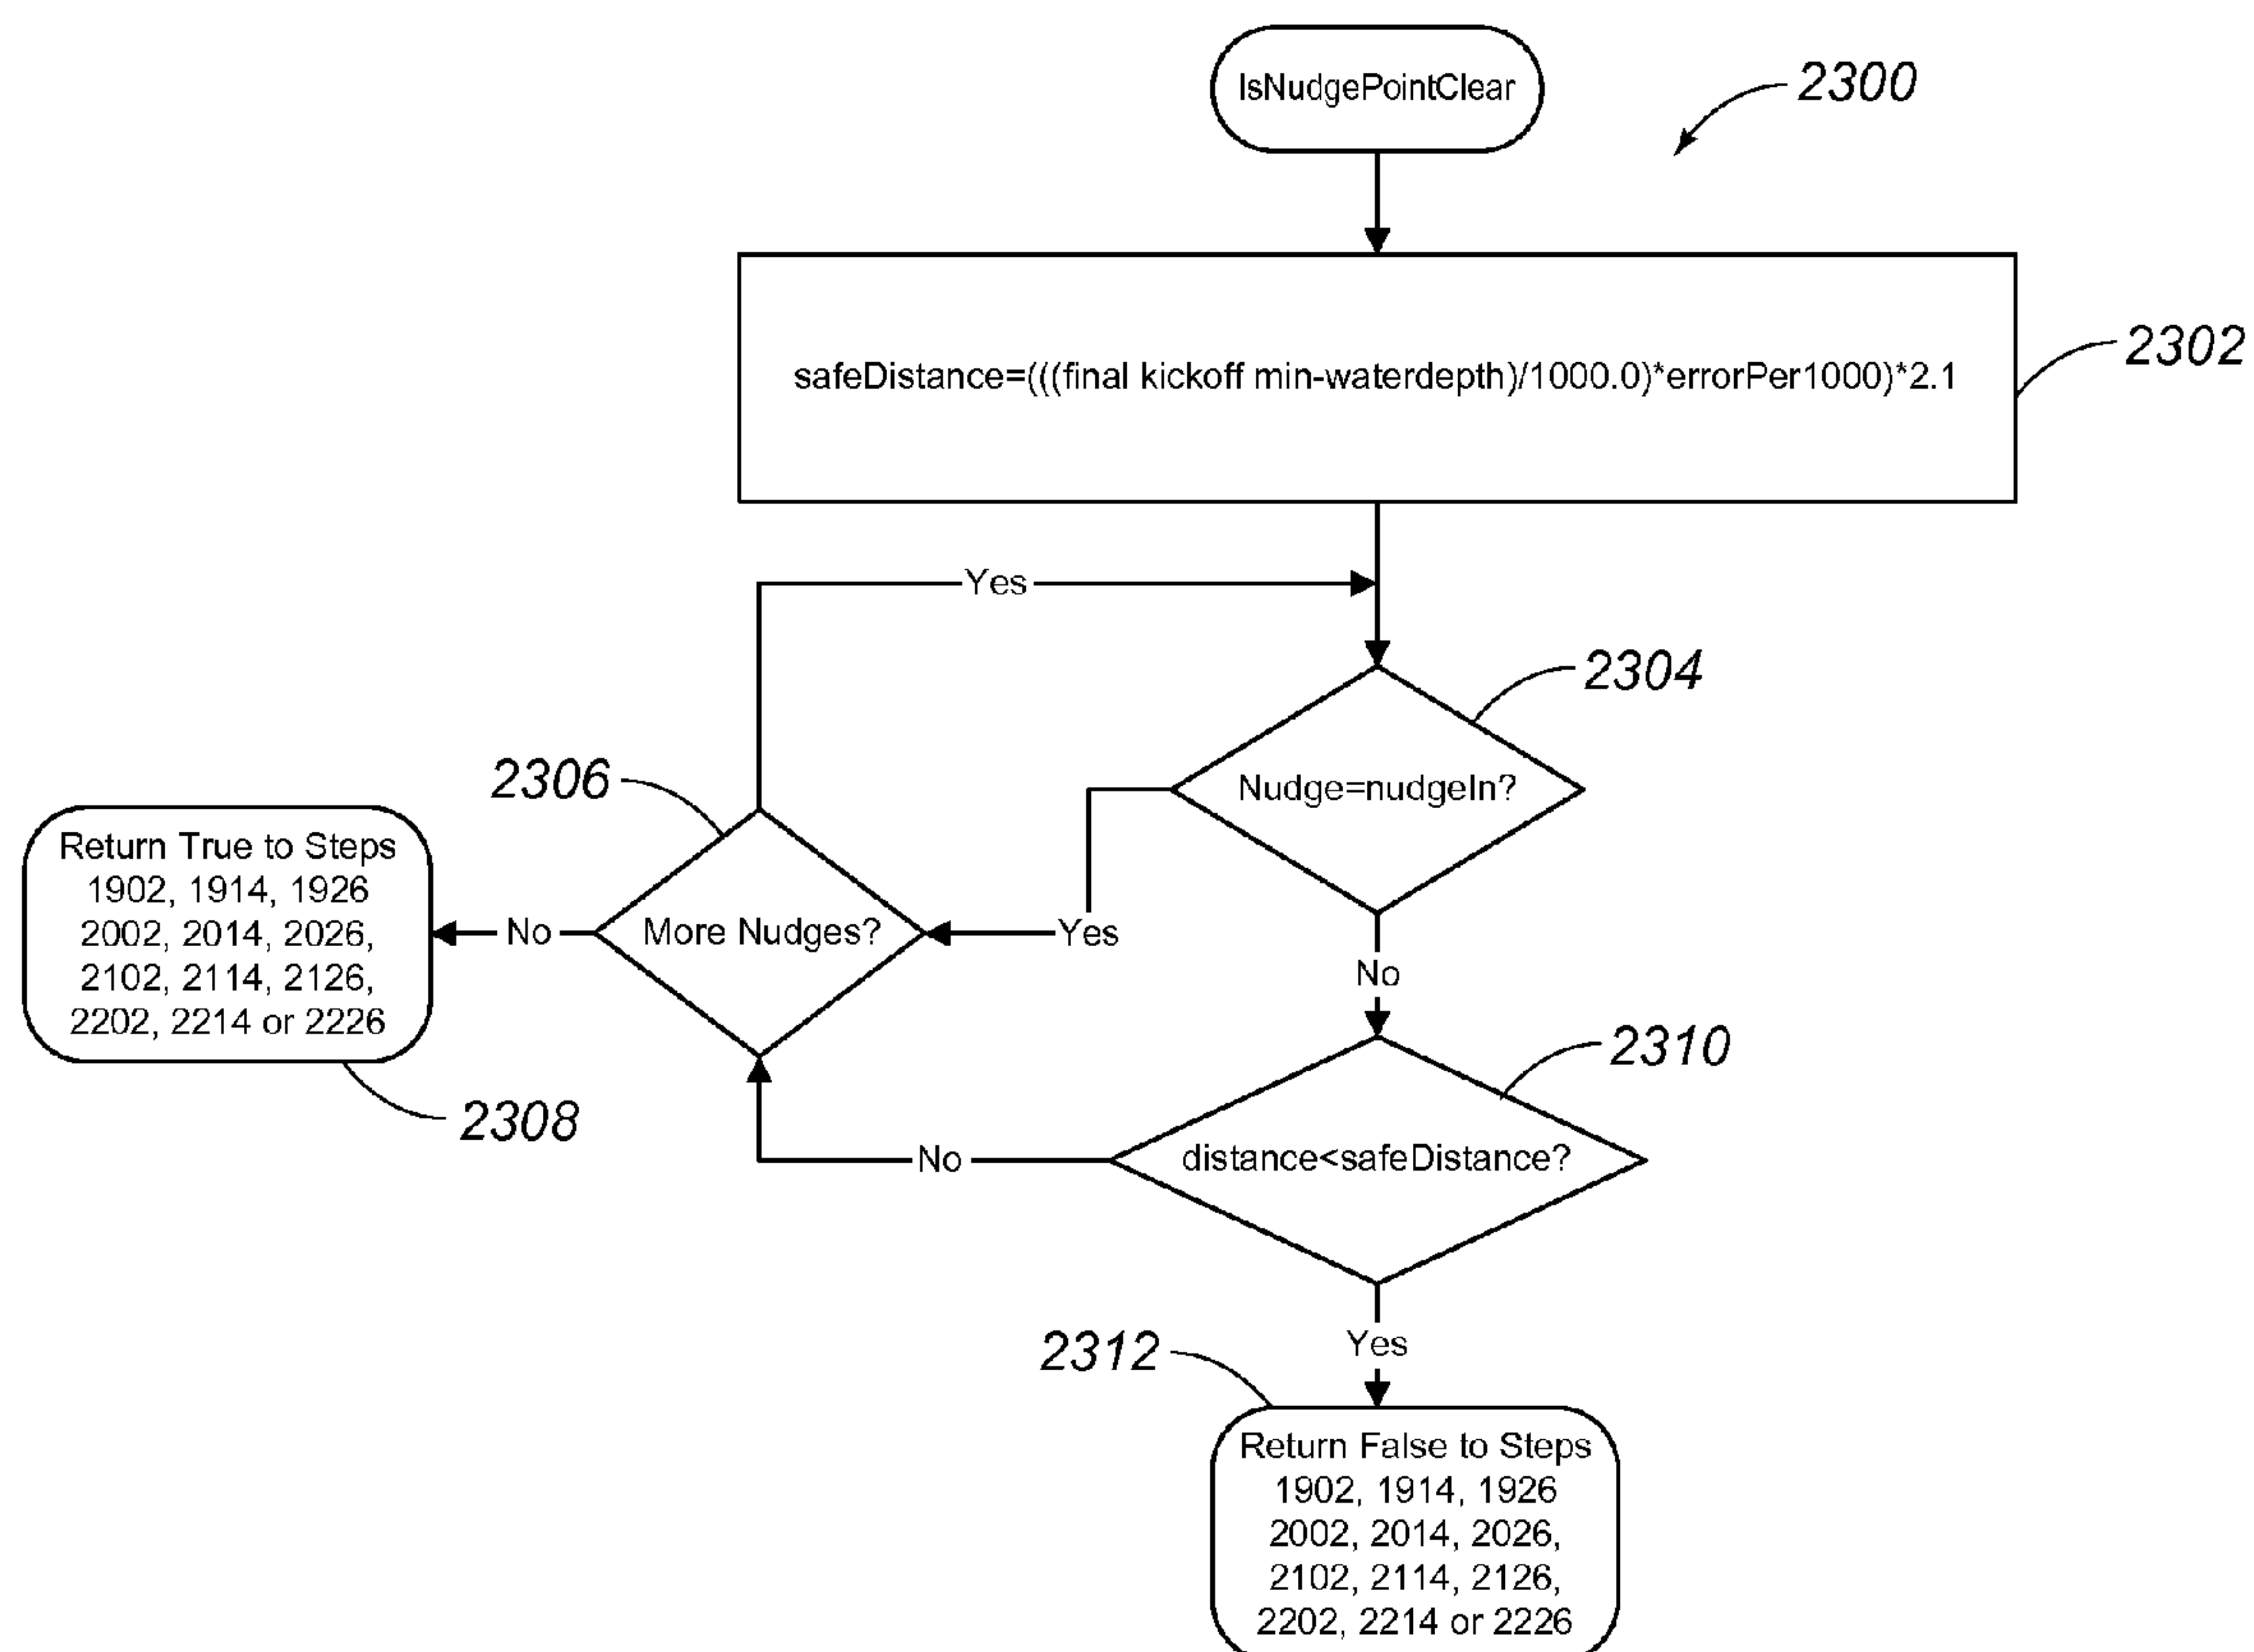 IsNudgePointClear
2300
safeDistance=(((final kickoff min-waterdepth)/1000.0)*errorPer1000)*2.1
2302
Yes
2304
Nudge=nudgeIn?
2306
Return True to Steps
1902, 1914, 1926
2002, 2014, 2026,
2102, 2114, 2126,
2202, 2214 or 2226
No
More Nudges?
Yes
No
2308
2310
distance<safeDistance?
No
Yes
2312
Return False to Steps
1902, 1914, 1926
2002, 2014, 2026,
2102, 2114, 2126,
2202, 2214 or 2226